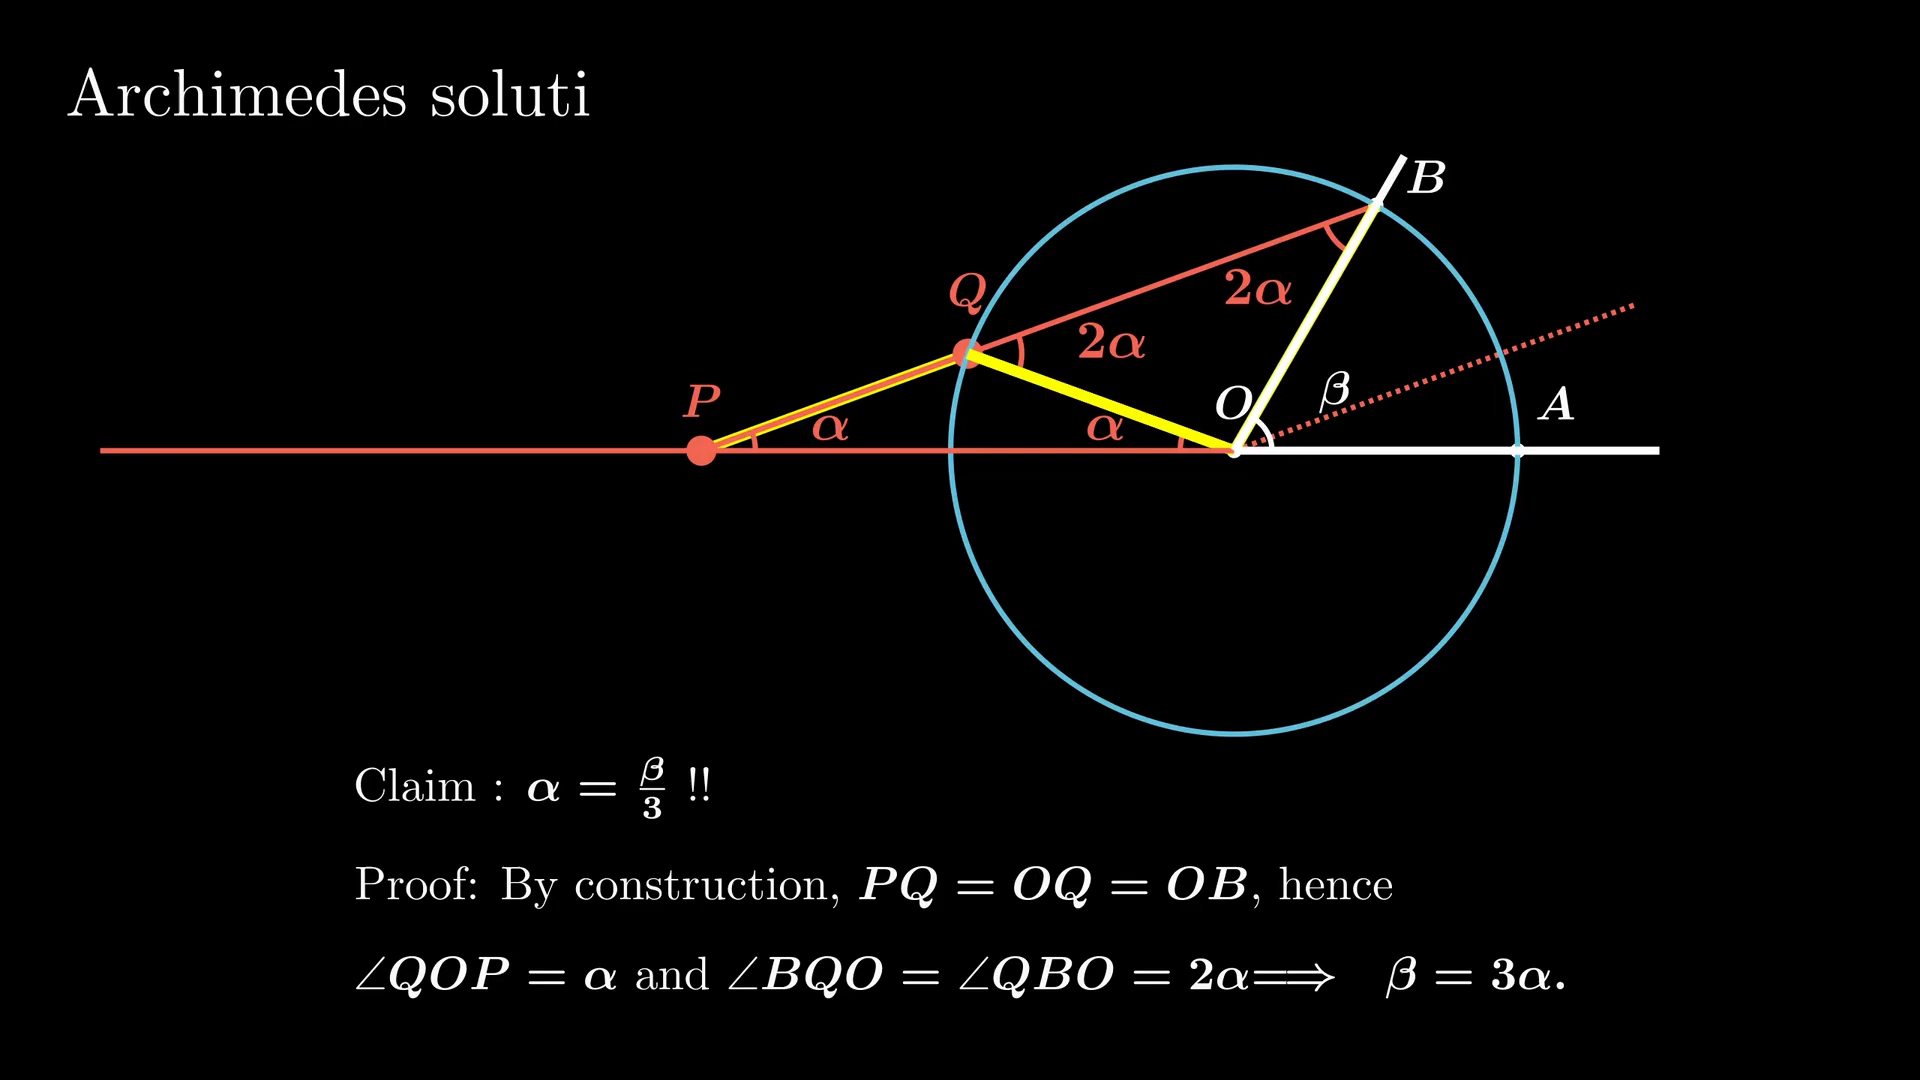 Archimedes soluti
B
Q
2α
2α
P
O
β
A
α
α
Claim : α = β/3 !!
Proof: By construction, PQ = OQ = OB, hence
∠QOP = α and ∠BQO = ∠QBO = 2α⟹ β = 3α.